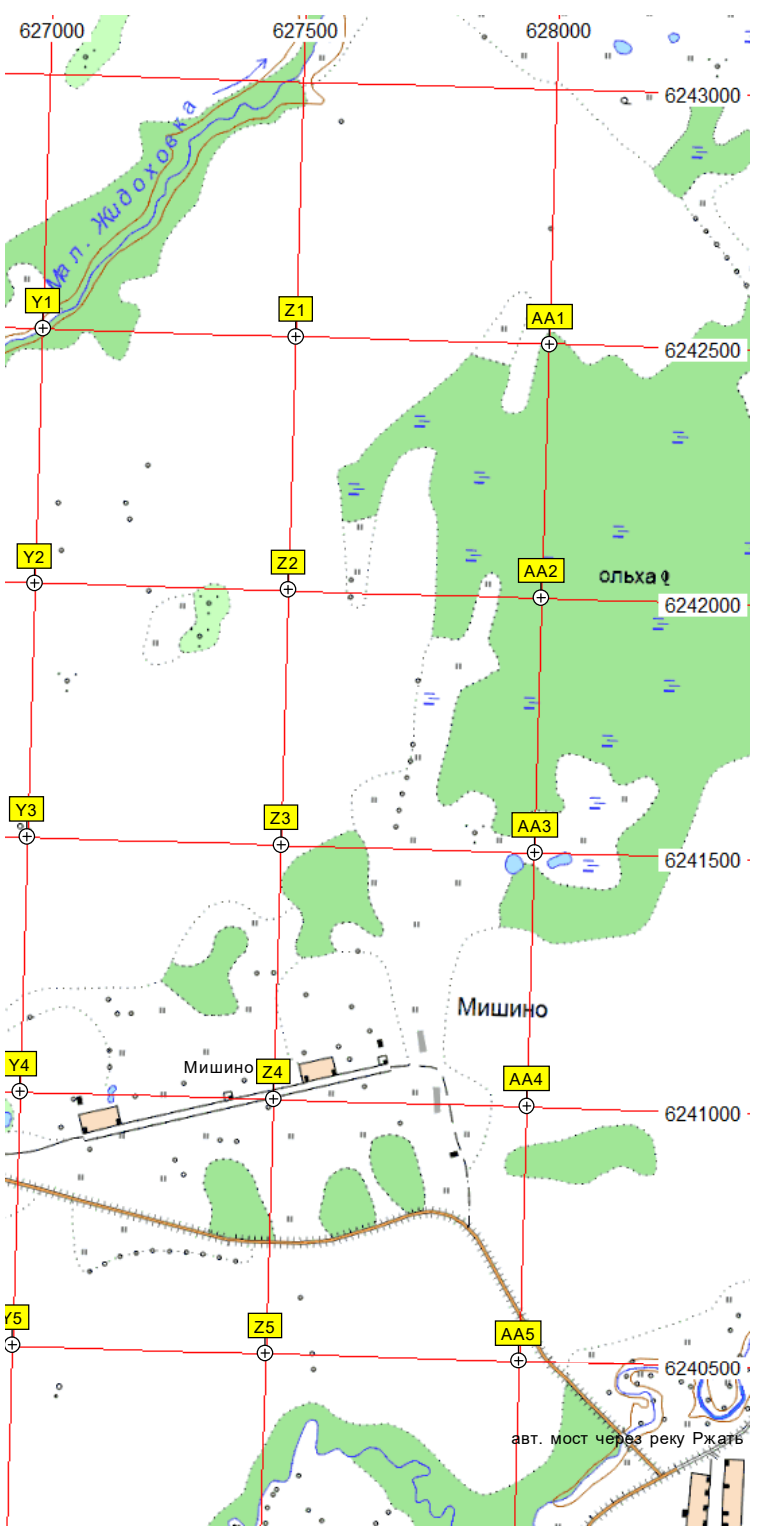 627000 627500 628000
6243000
Мал. Жидоховка
Y1 Z1 AA1
6242500
Y2 Z2 AA2
ольха
6242000
Y3 Z3 AA3
6241500
Мишино
Мишино
Y4 Z4 AA4
6241000
Y5 Z5 AA5
6240500
авт. мост через реку Ржать